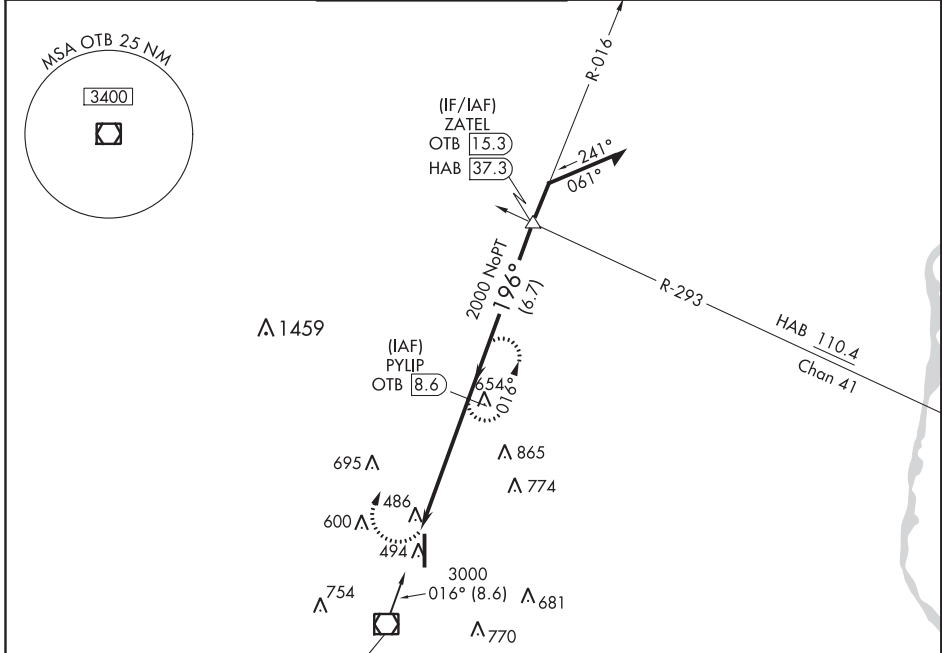 MSA OTB 25 NM
3400
R-016
(IF/IAF)
ZATEL
OTB 15.3
HAB 37.3
241°
061°
2000 NoPT
196°
(6.7)
R-293
HAB 110.4
Chan 41
1459
(IAF)
PYLIP
OTB 8.6
654
016°
865
695
774
486
600
494
3000
016° (8.6)
754
681
770